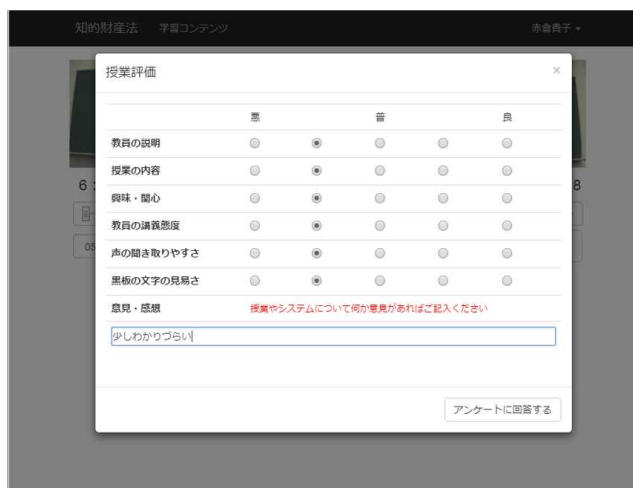 知的財産法 学習コンテンツ 赤倉貴子
授業評価 ×
悪 普 良
教員の説明
授業の内容
興味・関心
6: 8
教員の講義態度
05
声の聞き取りやすさ
黒板の文字の見易さ
意見・感想 授業やシステムについて何か意見があればご記入ください
少しわかりづらい
アンケートに回答する